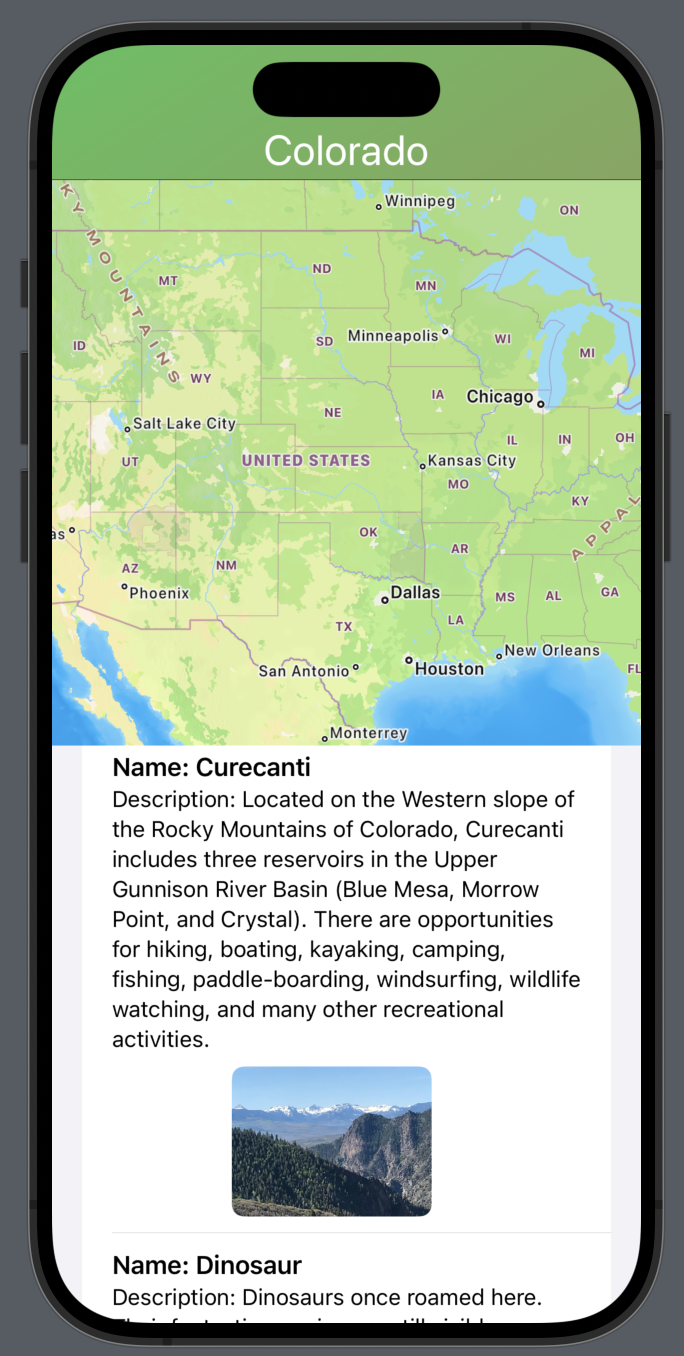 Colorado
Winnipeg
ON
KY MOUNTAINS
MT
ND
MN
ID
SD
Minneapolis
WI
MI
WY
IA
Chicago
NE
Salt Lake City
IL
IN
OH
UT
UNITED STATES
Kansas City
MO
KY
as
OK
APPAL
AZ
NM
AR
Phoenix
Dallas
MS
AL
GA
TX
LA
San Antonio
Houston
New Orleans
FL
Monterrey
Name: Curecanti
Description: Located on the Western slope of
the Rocky Mountains of Colorado, Curecanti
includes three reservoirs in the Upper
Gunnison River Basin (Blue Mesa, Morrow
Point, and Crystal). There are opportunities
for hiking, boating, kayaking, camping,
fishing, paddle-boarding, windsurfing, wildlife
watching, and many other recreational
activities.
Name: Dinosaur
Description: Dinosaurs once roamed here.